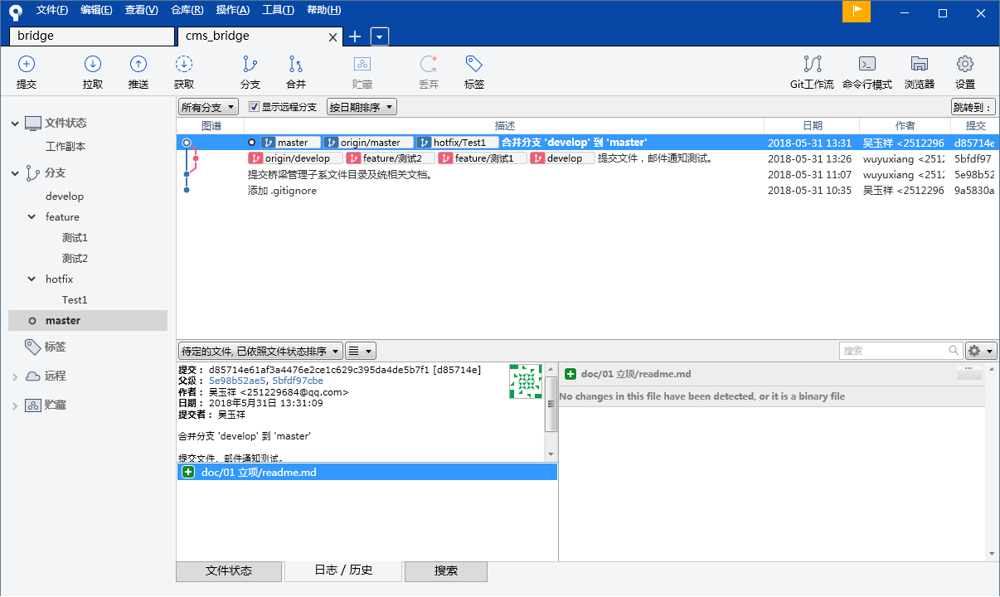 文件(F) 编辑(E) 查看(V) 仓库(R) 操作(A) 工具(T) 帮助(H)
bridge cms_bridge
提交 拉取 推送 获取 分支 合并 贮藏 丢弃 标签 Git工作流 命令行模式 浏览器 设置
所有分支 显示远程分支 按日期排序 跳转到：
文件状态
工作副本
分支
develop
feature
测试1
测试2
hotfix
Test1
master
标签
远程
贮藏
图谱 描述 日期 作者 提交
master origin/master hotfix/Test1 合并分支 'develop' 到 'master' 2018-05-31 13:31 吴玉祥 <2512296 d85714e
origin/develop feature/测试2 feature/测试1 develop 提交文件，邮件通知测试。 2018-05-31 13:26 wuyuxiang <2512 5bfdf97
提交桥梁管理子系文件目录及统相关文档。 2018-05-31 11:07 wuyuxiang <2512 5e98b52
添加 .gitignore 2018-05-31 10:35 吴玉祥 <2512296 9a5830a
待定的文件, 已依照文件状态排序 搜索
提交： d85714e61af3a4476e2ce1c629c395da4de5b7f1 [d85714e]
父级： 5e98b52ae5, 5bfdf97cbe
作者： 吴玉祥 <251229684@qq.com>
日期： 2018年5月31日 13:31:09
提交者： 吴玉祥
合并分支 'develop' 到 'master'
提交文件，邮件通知测试。
doc/01 立项/readme.md
doc/01 立项/readme.md
No changes in this file have been detected, or it is a binary file
文件状态 日志 / 历史 搜索